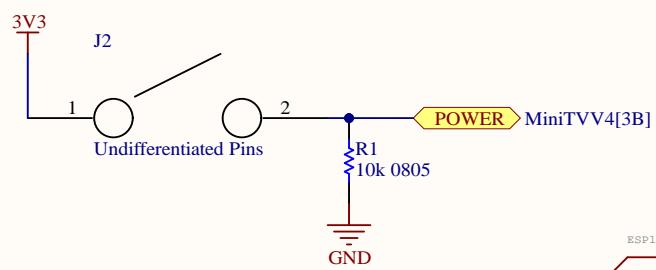 3V3
J2
1
2
POWER
MiniTVV4[3B]
Undifferentiated Pins
R1
10k 0805
GND
ESP1